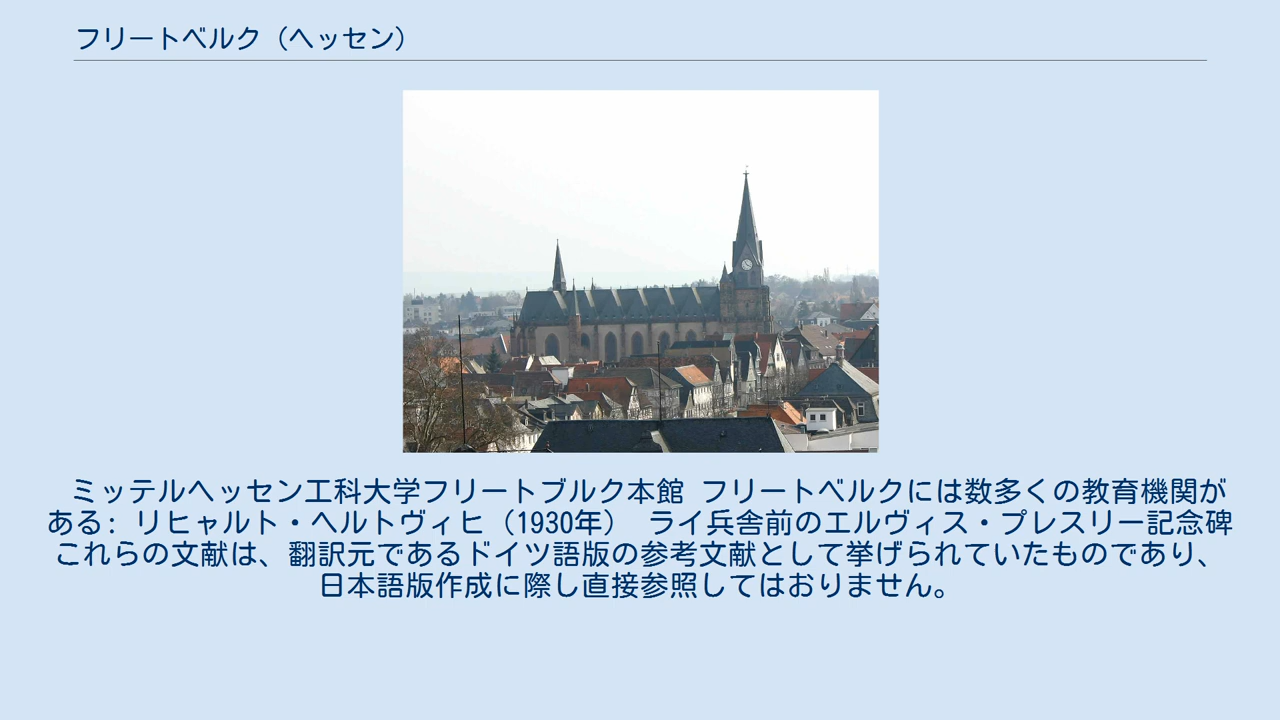 フリートベルク（ヘッセン）
ミッテルヘッセン工科大学フリートブルク本館 フリートベルクには数多くの教育機関が
ある: リヒャルト・ヘルトヴィヒ（1930年） ライ兵舎前のエルヴィス・プレスリー記念碑
これらの文献は、翻訳元であるドイツ語版の参考文献として挙げられていたものであり、
日本語版作成に際し直接参照してはおりません。